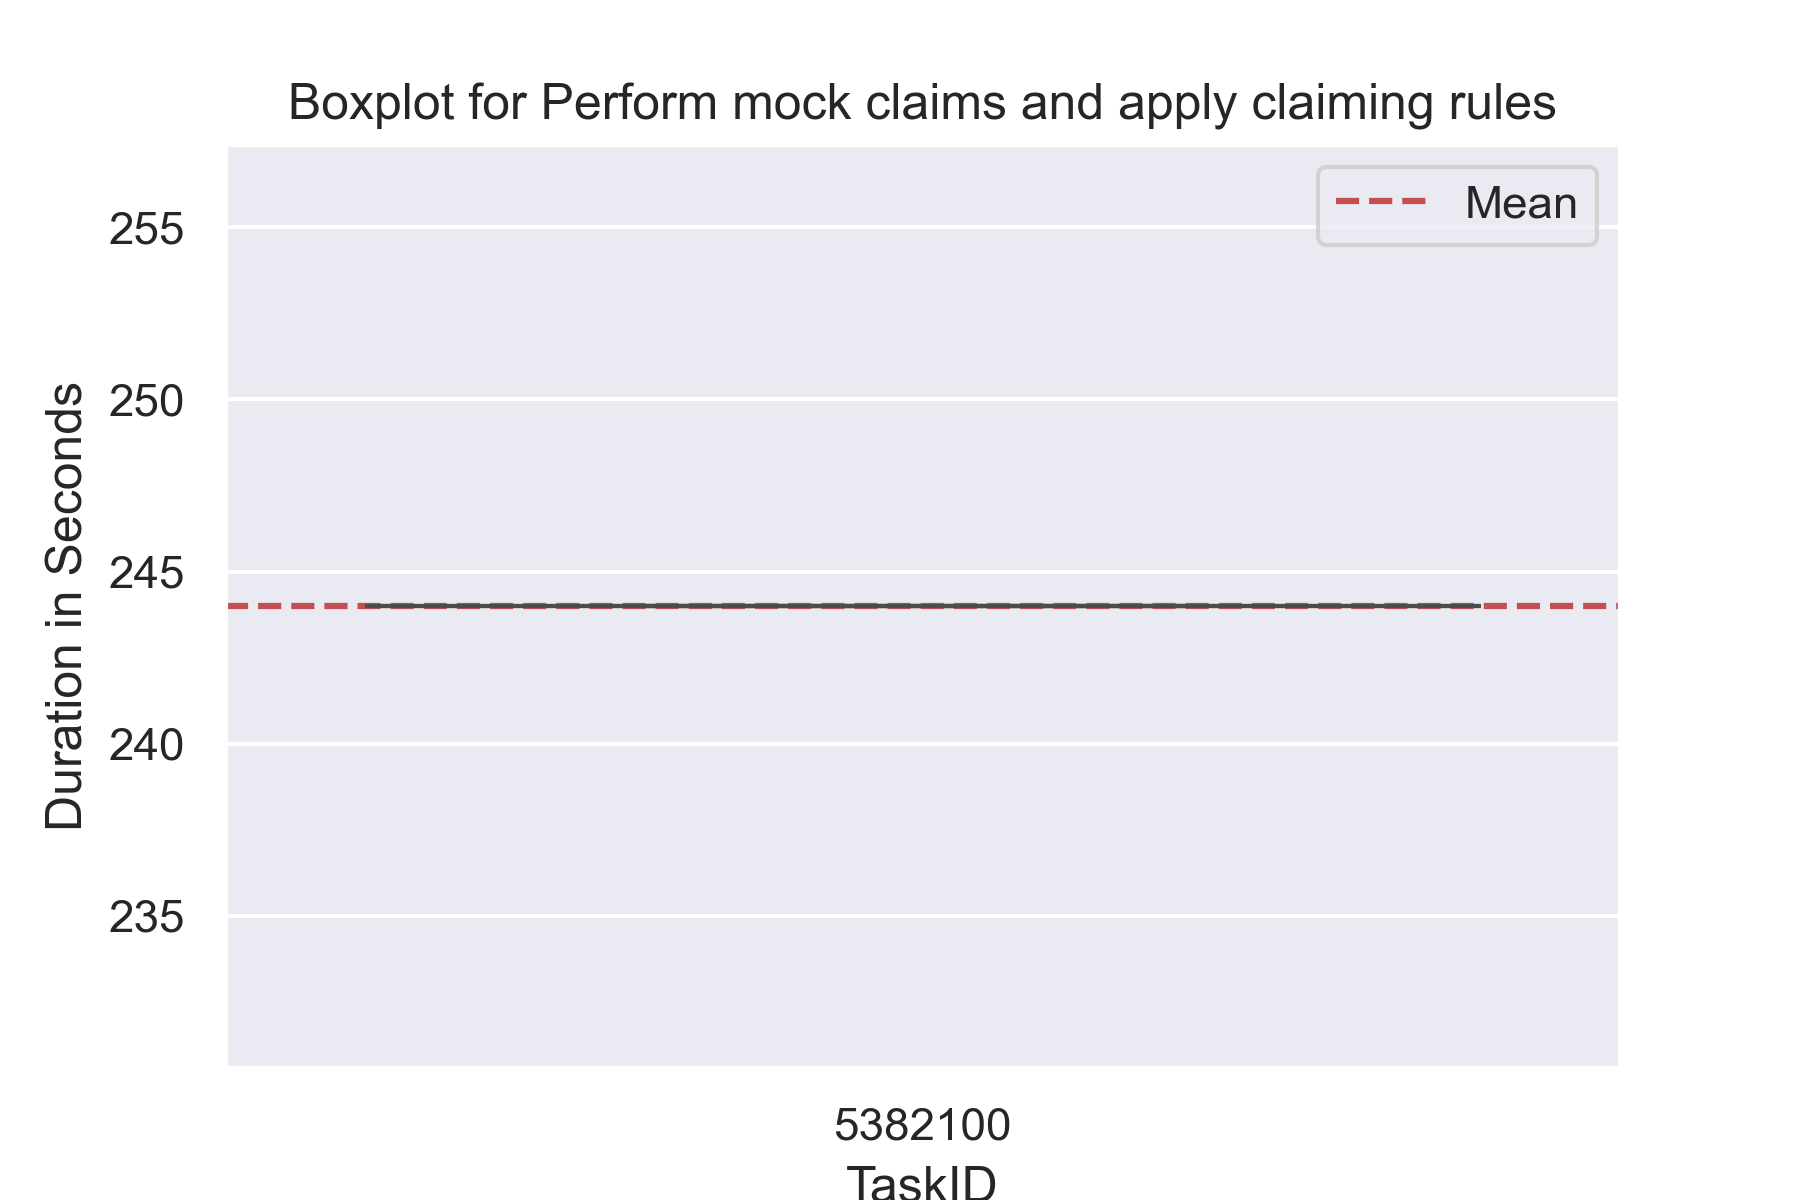 Boxplot for Perform mock claims and apply claiming rules
Mean
255
250
245
240
235
Duration in Seconds
5382100
TaskID